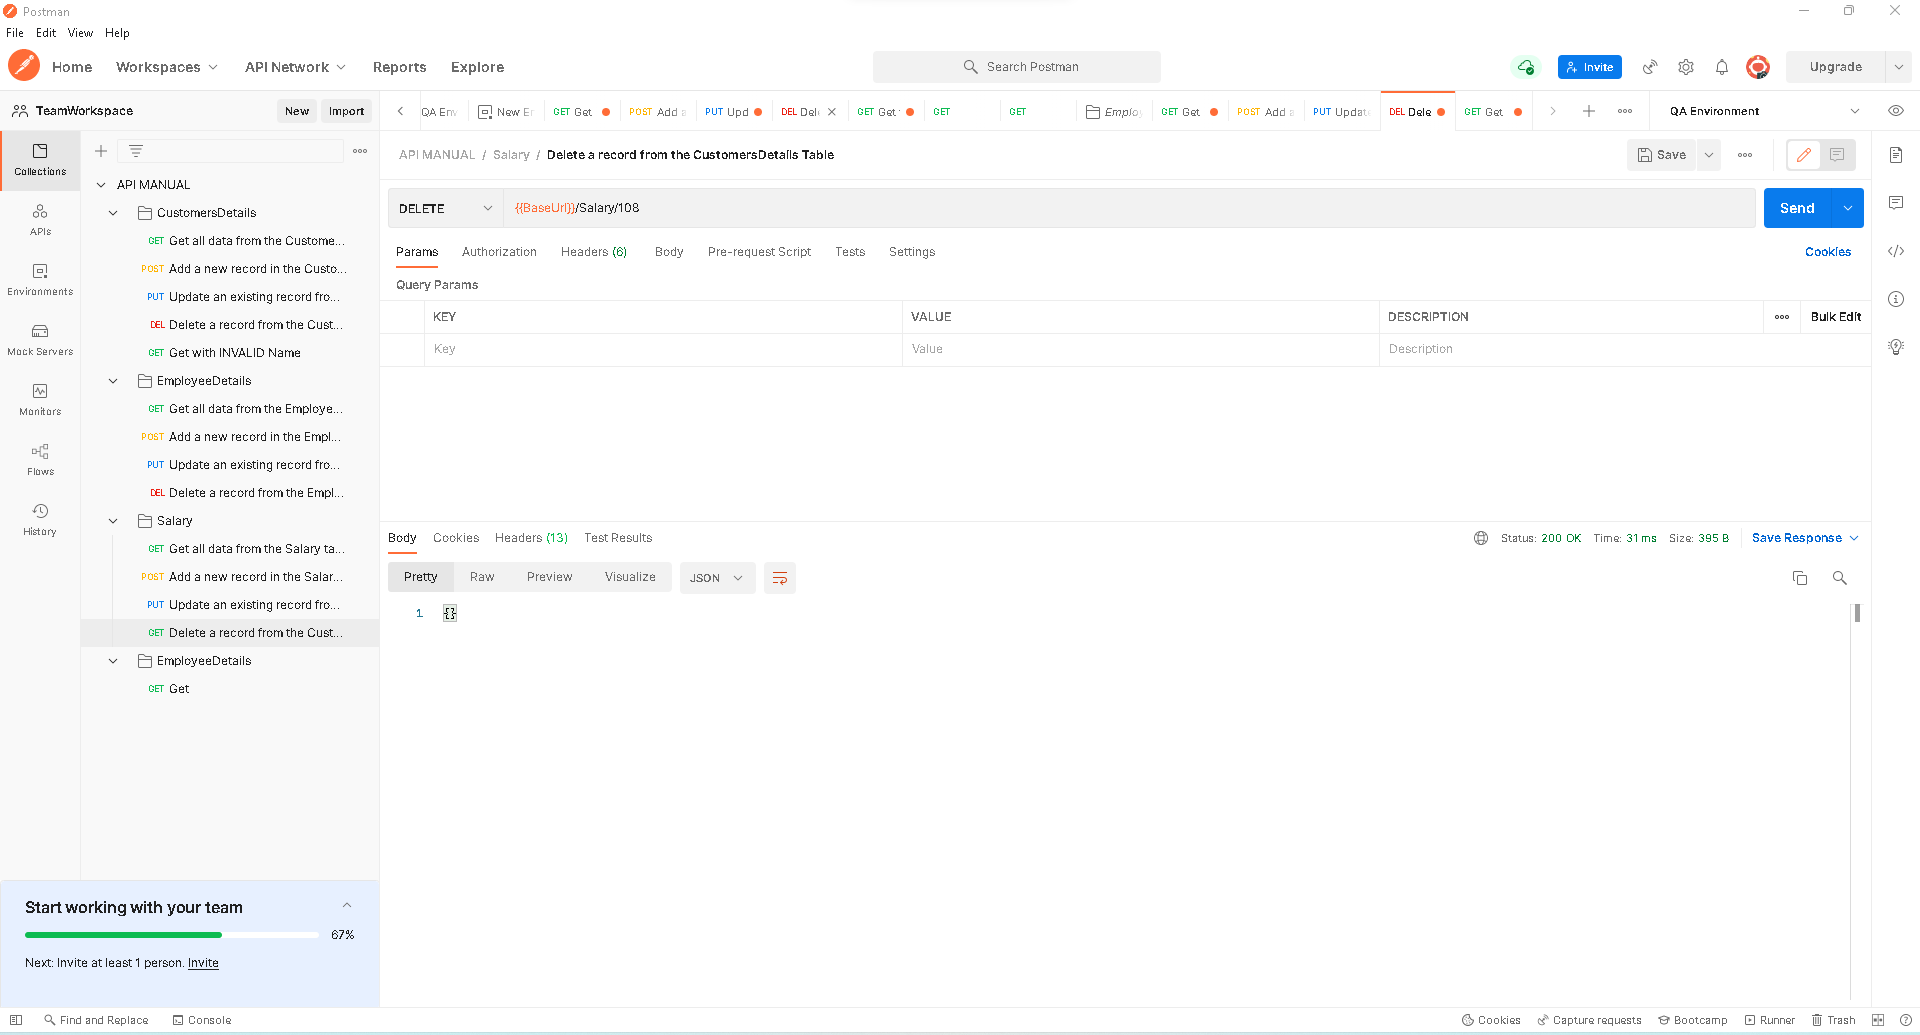 Postman
File Edit View Help
Home Workspaces API Network Reports Explore Search Postman Invite Upgrade
TeamWorkspace New Import
QA Env New Er GET Get POST Add a PUT Upd DEL Del GET Get GET GET Emplo GET Get POST Add a PUT Update DEL Dele GET Get QA Environment
Collections
APIs
Environments
Mock Servers
Monitors
Flows
History
API MANUAL
CustomersDetails
GET Get all data from the Custome...
POST Add a new record in the Custo...
PUT Update an existing record fro...
DEL Delete a record from the Cust...
GET Get with INVALID Name
EmployeeDetails
GET Get all data from the Employe...
POST Add a new record in the Empl...
PUT Update an existing record fro...
DEL Delete a record from the Empl...
Salary
GET Get all data from the Salary ta...
POST Add a new record in the Salar...
PUT Update an existing record fro...
GET Delete a record from the Cust...
EmployeeDetails
GET Get
Start working with your team
67%
Next: Invite at least 1 person. Invite
API MANUAL / Salary / Delete a record from the CustomersDetails Table
Save
DELETE {{BaseUrl}}/Salary/108 Send
Params Authorization Headers (6) Body Pre-request Script Tests Settings Cookies
Query Params
KEY VALUE DESCRIPTION Bulk Edit
Key Value Description
Body Cookies Headers (13) Test Results Status: 200 OK Time: 31 ms Size: 395 B Save Response
Pretty Raw Preview Visualize JSON
1 {}
Find and Replace Console Cookies Capture requests Bootcamp Runner Trash